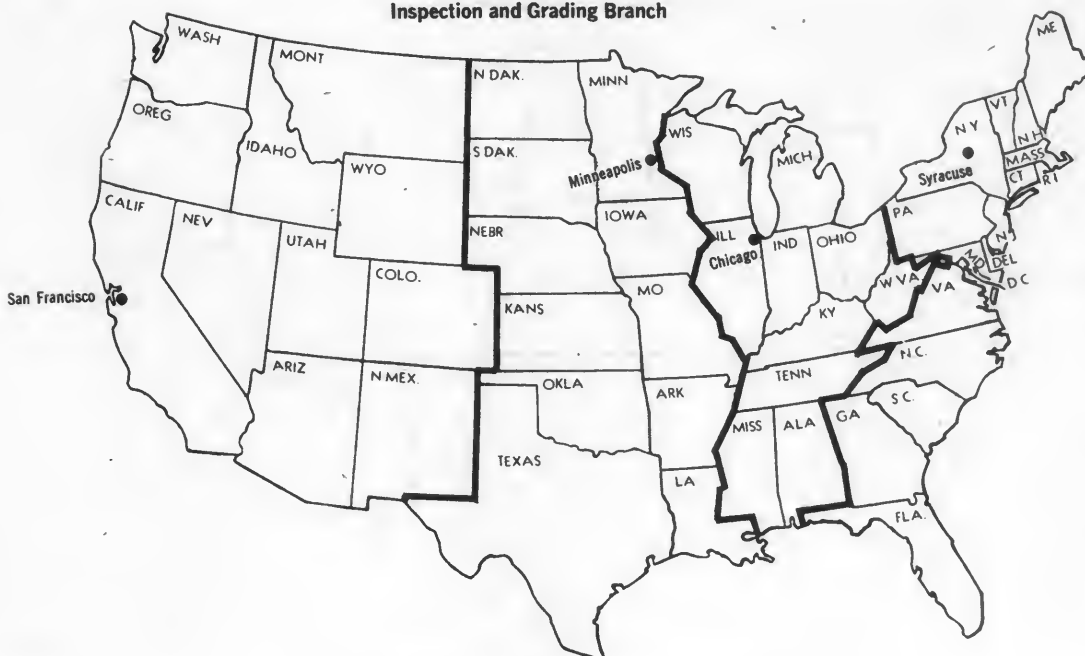 Inspection and Grading Branch
WASH
MONT
N DAK.
MINN
ME
OREG
IDAHO
WYO
S DAK.
WIS
MICH
N Y
VT
N H
MASS
CT
R I
Minneapolis
Syracuse
CALIF
NEV
UTAH
COLO.
NEBR
IOWA
ILL
Chicago
IND
OHIO
PA
N J
DEL
MD
D C
W VA
VA
San Francisco
KANS
MO
KY
ARIZ
N MEX.
OKLA
ARK
TENN
N.C.
S C.
TEXAS
LA
MISS
ALA
GA
FLA.